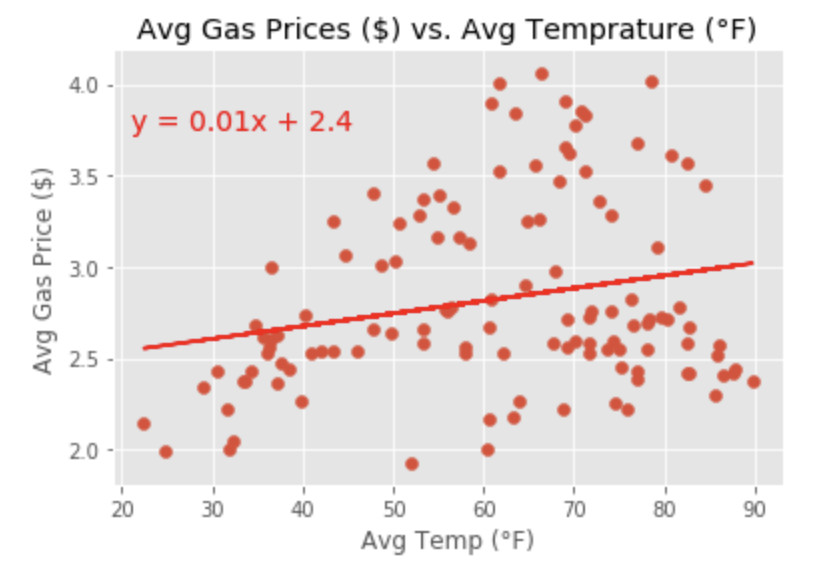 Avg Gas Prices ($) vs. Avg Temprature (°F)
y = 0.01x + 2.4
4.0
3.5
3.0
2.5
2.0
Avg Gas Price ($)
20 30 40 50 60 70 80 90
Avg Temp (°F)